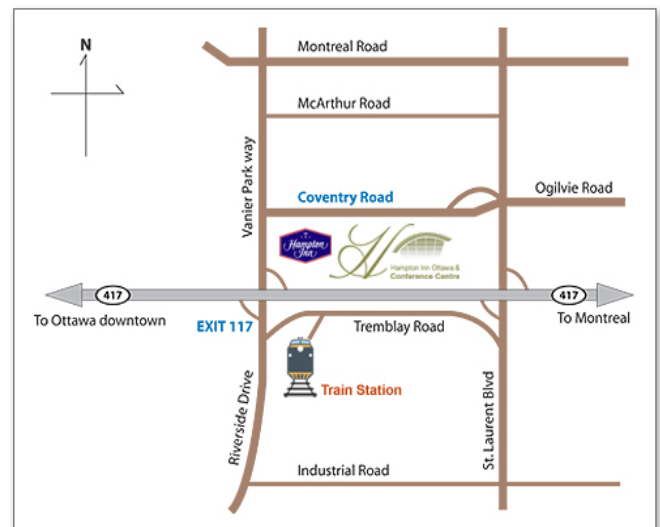 N
Montreal Road
McArthur Road
Vanier Park way
Coventry Road
Ogilvie Road
Hampton
Inn
H
Hampton Inn Ottawa &
Conference Centre
417
417
To Ottawa downtown
EXIT 117
Tremblay Road
To Montreal
Train Station
Riverside Drive
St.Laurent Blvd
Industrial Road